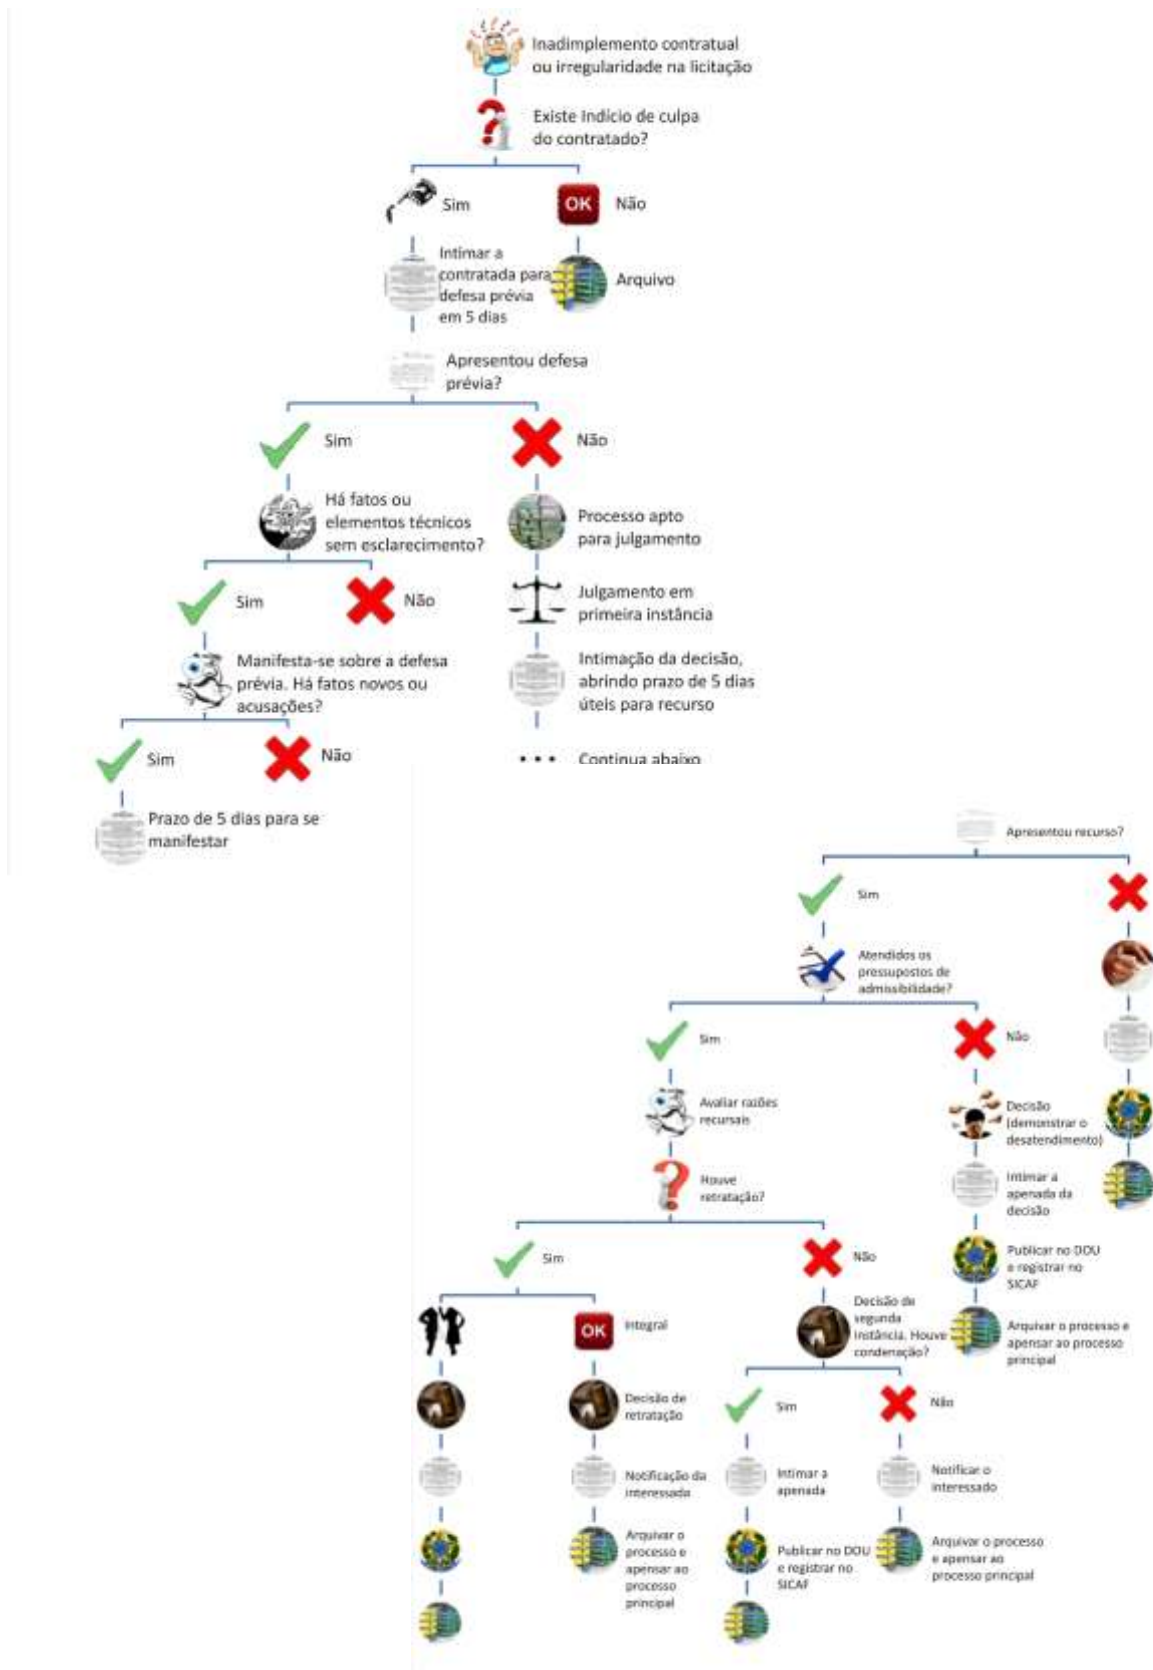 Inadimplemento contratual
ou irregularidade na licitação
Existe Indício de culpa
do contratado?
Sim
OK
Não
Intimar a
contratada para
defesa prévia
em 5 dias
Arquivo
Apresentou defesa
prévia?
Sim
Não
Há fatos ou
elementos técnicos
sem esclarecimento?
Processo apto
para julgamento
Sim
Não
Julgamento em
primeira instância
Manifesta-se sobre a defesa
prévia. Há fatos novos ou
acusações?
Intimação da decisão,
abrindo prazo de 5 dias
úteis para recurso
Sim
Não
... Continua abaixo
Prazo de 5 dias para se
manifestar
Apresentou recurso?
Sim
Atendidos os
pressupostos de
admissibilidade?
Sim
Não
Avaliar razões
recursais
Decisão
(demonstrar o
desatendimento)
Houve
retratação?
Intimar a
apenada da
decisão
Sim
Não
Publicar no DOU
e registrar no
SICAF
OK
Integral
Decisão de
segunda
instância. Houve
condenação?
Arquivar o processo e
apensar ao processo
principal
Decisão de
retratação
Sim
Não
Notificação da
interessada
Intimar a
apenada
Notificar o
interessado
Arquivar o
processo e
apensar ao
processo
principal
Publicar no DOU
e registrar no
SICAF
Arquivar o processo
e apensar ao
processo principal